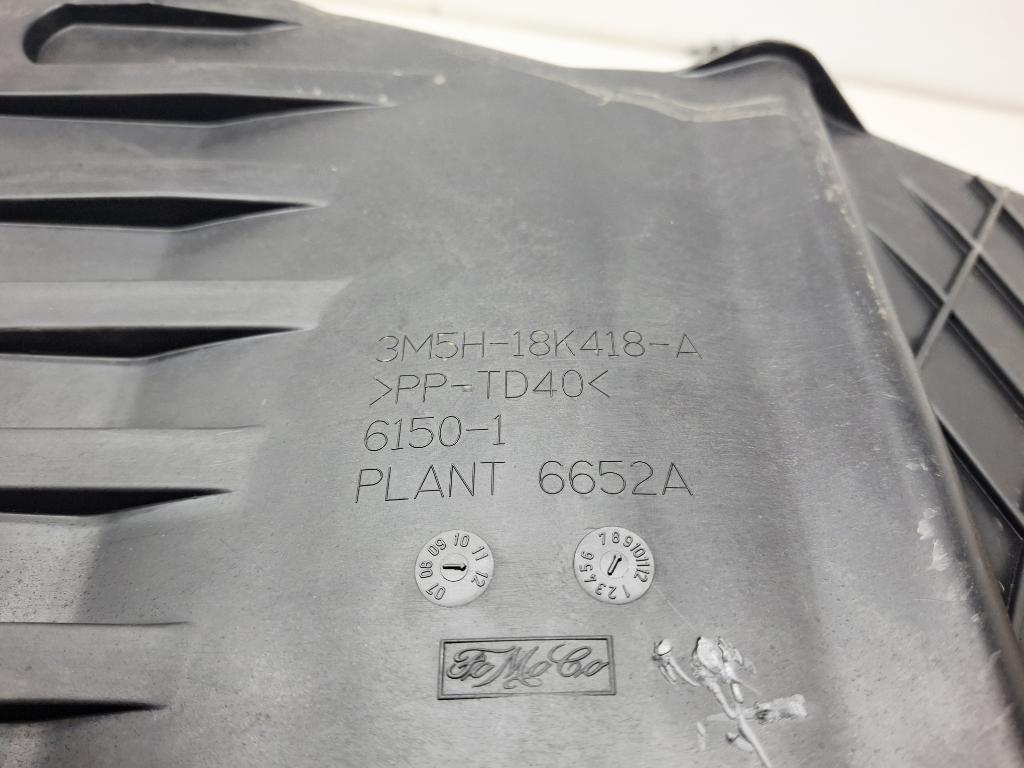 3M5H-18K418-A
>PP-TD40<
6150-1
PLANT 6652A
07 08 09 10 11 12
1 2 3 4 5 6 7 8 9 10 11 12
FoMoCo